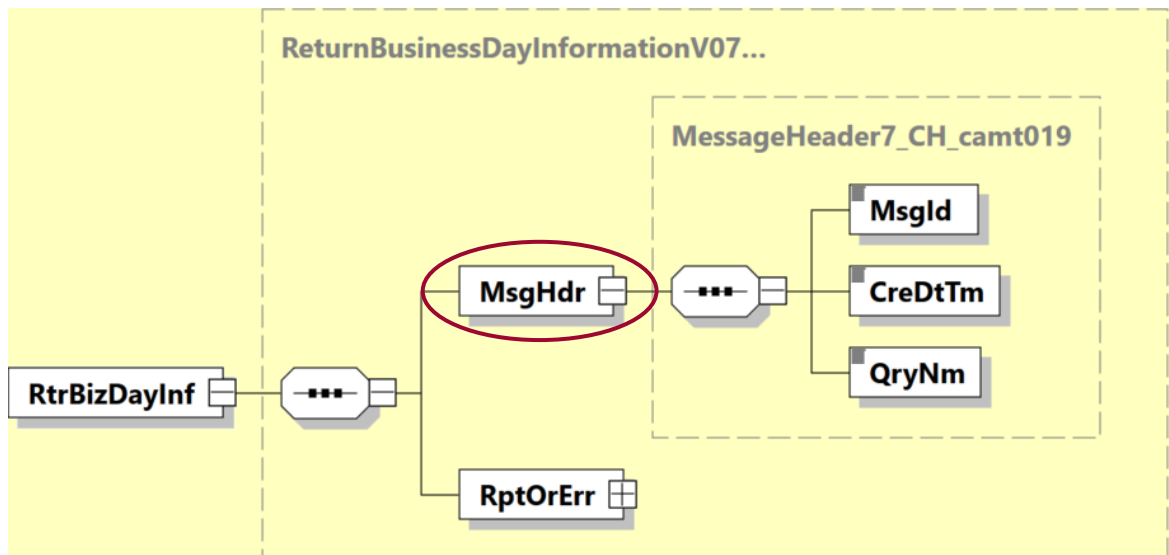 ReturnBusinessDayInformationV07...
MessageHeader7_CH_camt019
MsgId
MsgHdr
CreDtTm
QryNm
RtrBizDayInf
RptOrErr